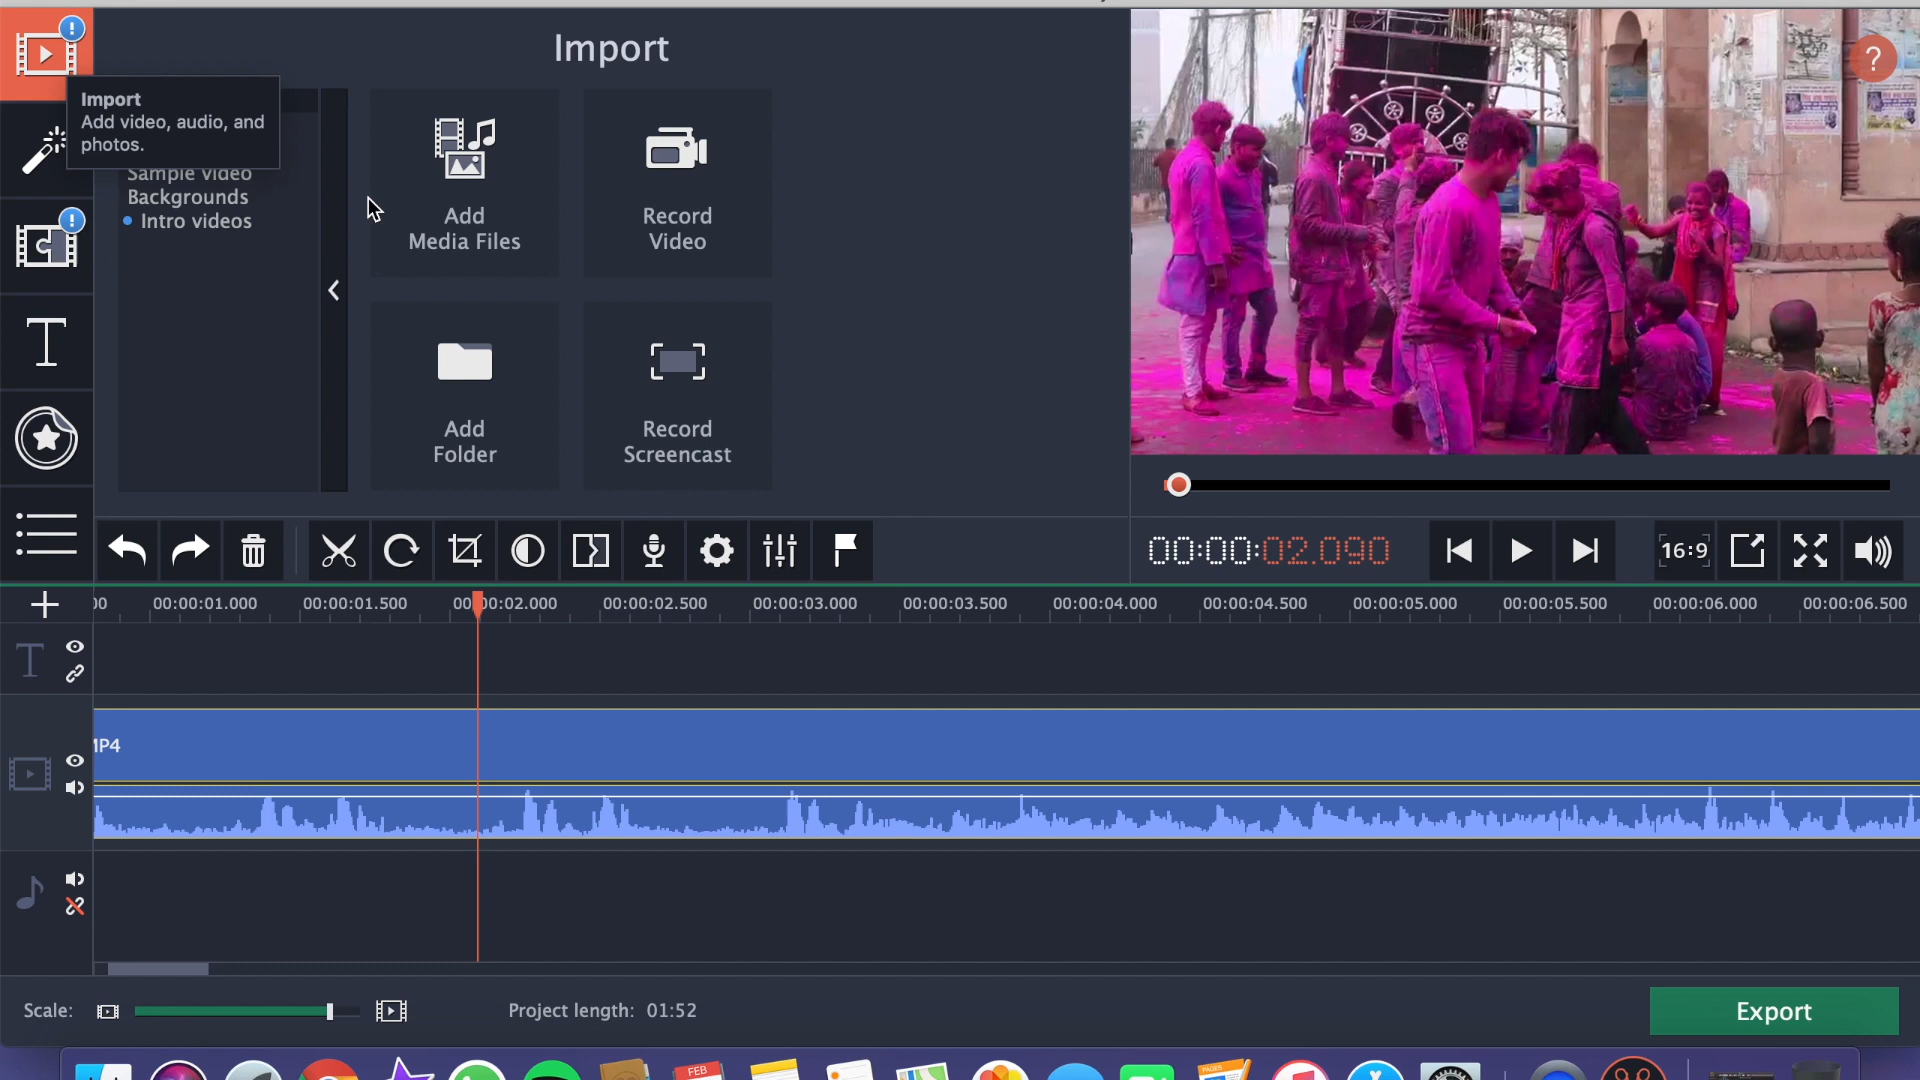 Import
Import
Add video, audio, and
photos.
Sample video
Backgrounds
Intro videos
Add
Media Files
Record
Video
Add
Folder
Record
Screencast
?
00:00:02.090
16:9
00
00:00:01.000
00:00:01.500
00:00:02.000
00:00:02.500
00:00:03.000
00:00:03.500
00:00:04.000
00:00:04.500
00:00:05.000
00:00:05.500
00:00:06.000
00:00:06.500
MP4
Scale:
Project length: 01:52
Export
FEB
PAGES